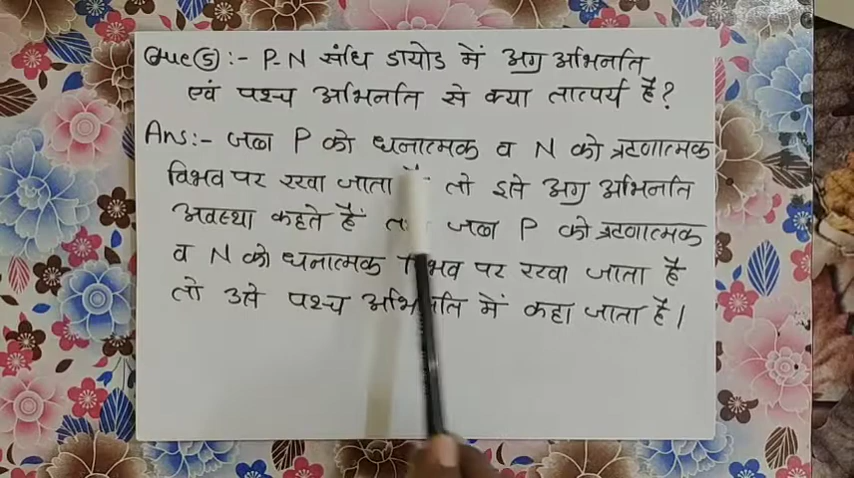 Que(5):- P-N संधि डायोड में अग्र अभिनति
एवं पश्च अभिनति से क्या तात्पर्य है?
Ans:- जब P को धनात्मक व N को ऋणात्मक
विभव पर रखा जाता तो इसे अग्र अभिनति
अवस्था कहते हैं जब P को ऋणात्मक
व N को धनात्मक विभव पर रखा जाता है
तो उसे पश्च अभिनति में कहा जाता है।